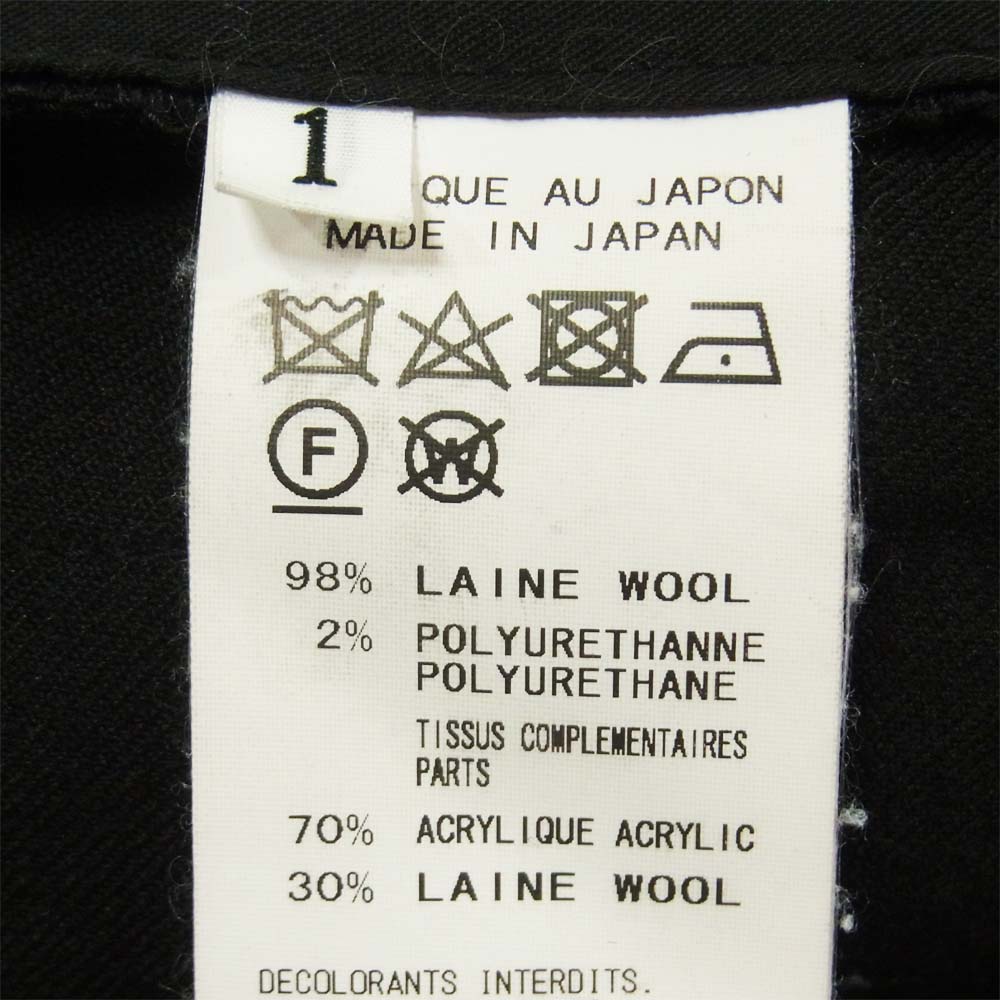 1
QUE AU JAPON
MADE IN JAPAN
F
W
98% LAINE WOOL
2% POLYURETHANNE
POLYURETHANE
TISSUS COMPLEMENTAIRES
PARTS
70% ACRYLIQUE ACRYLIC
30% LAINE WOOL
DECOLORANTS INTERDITS.